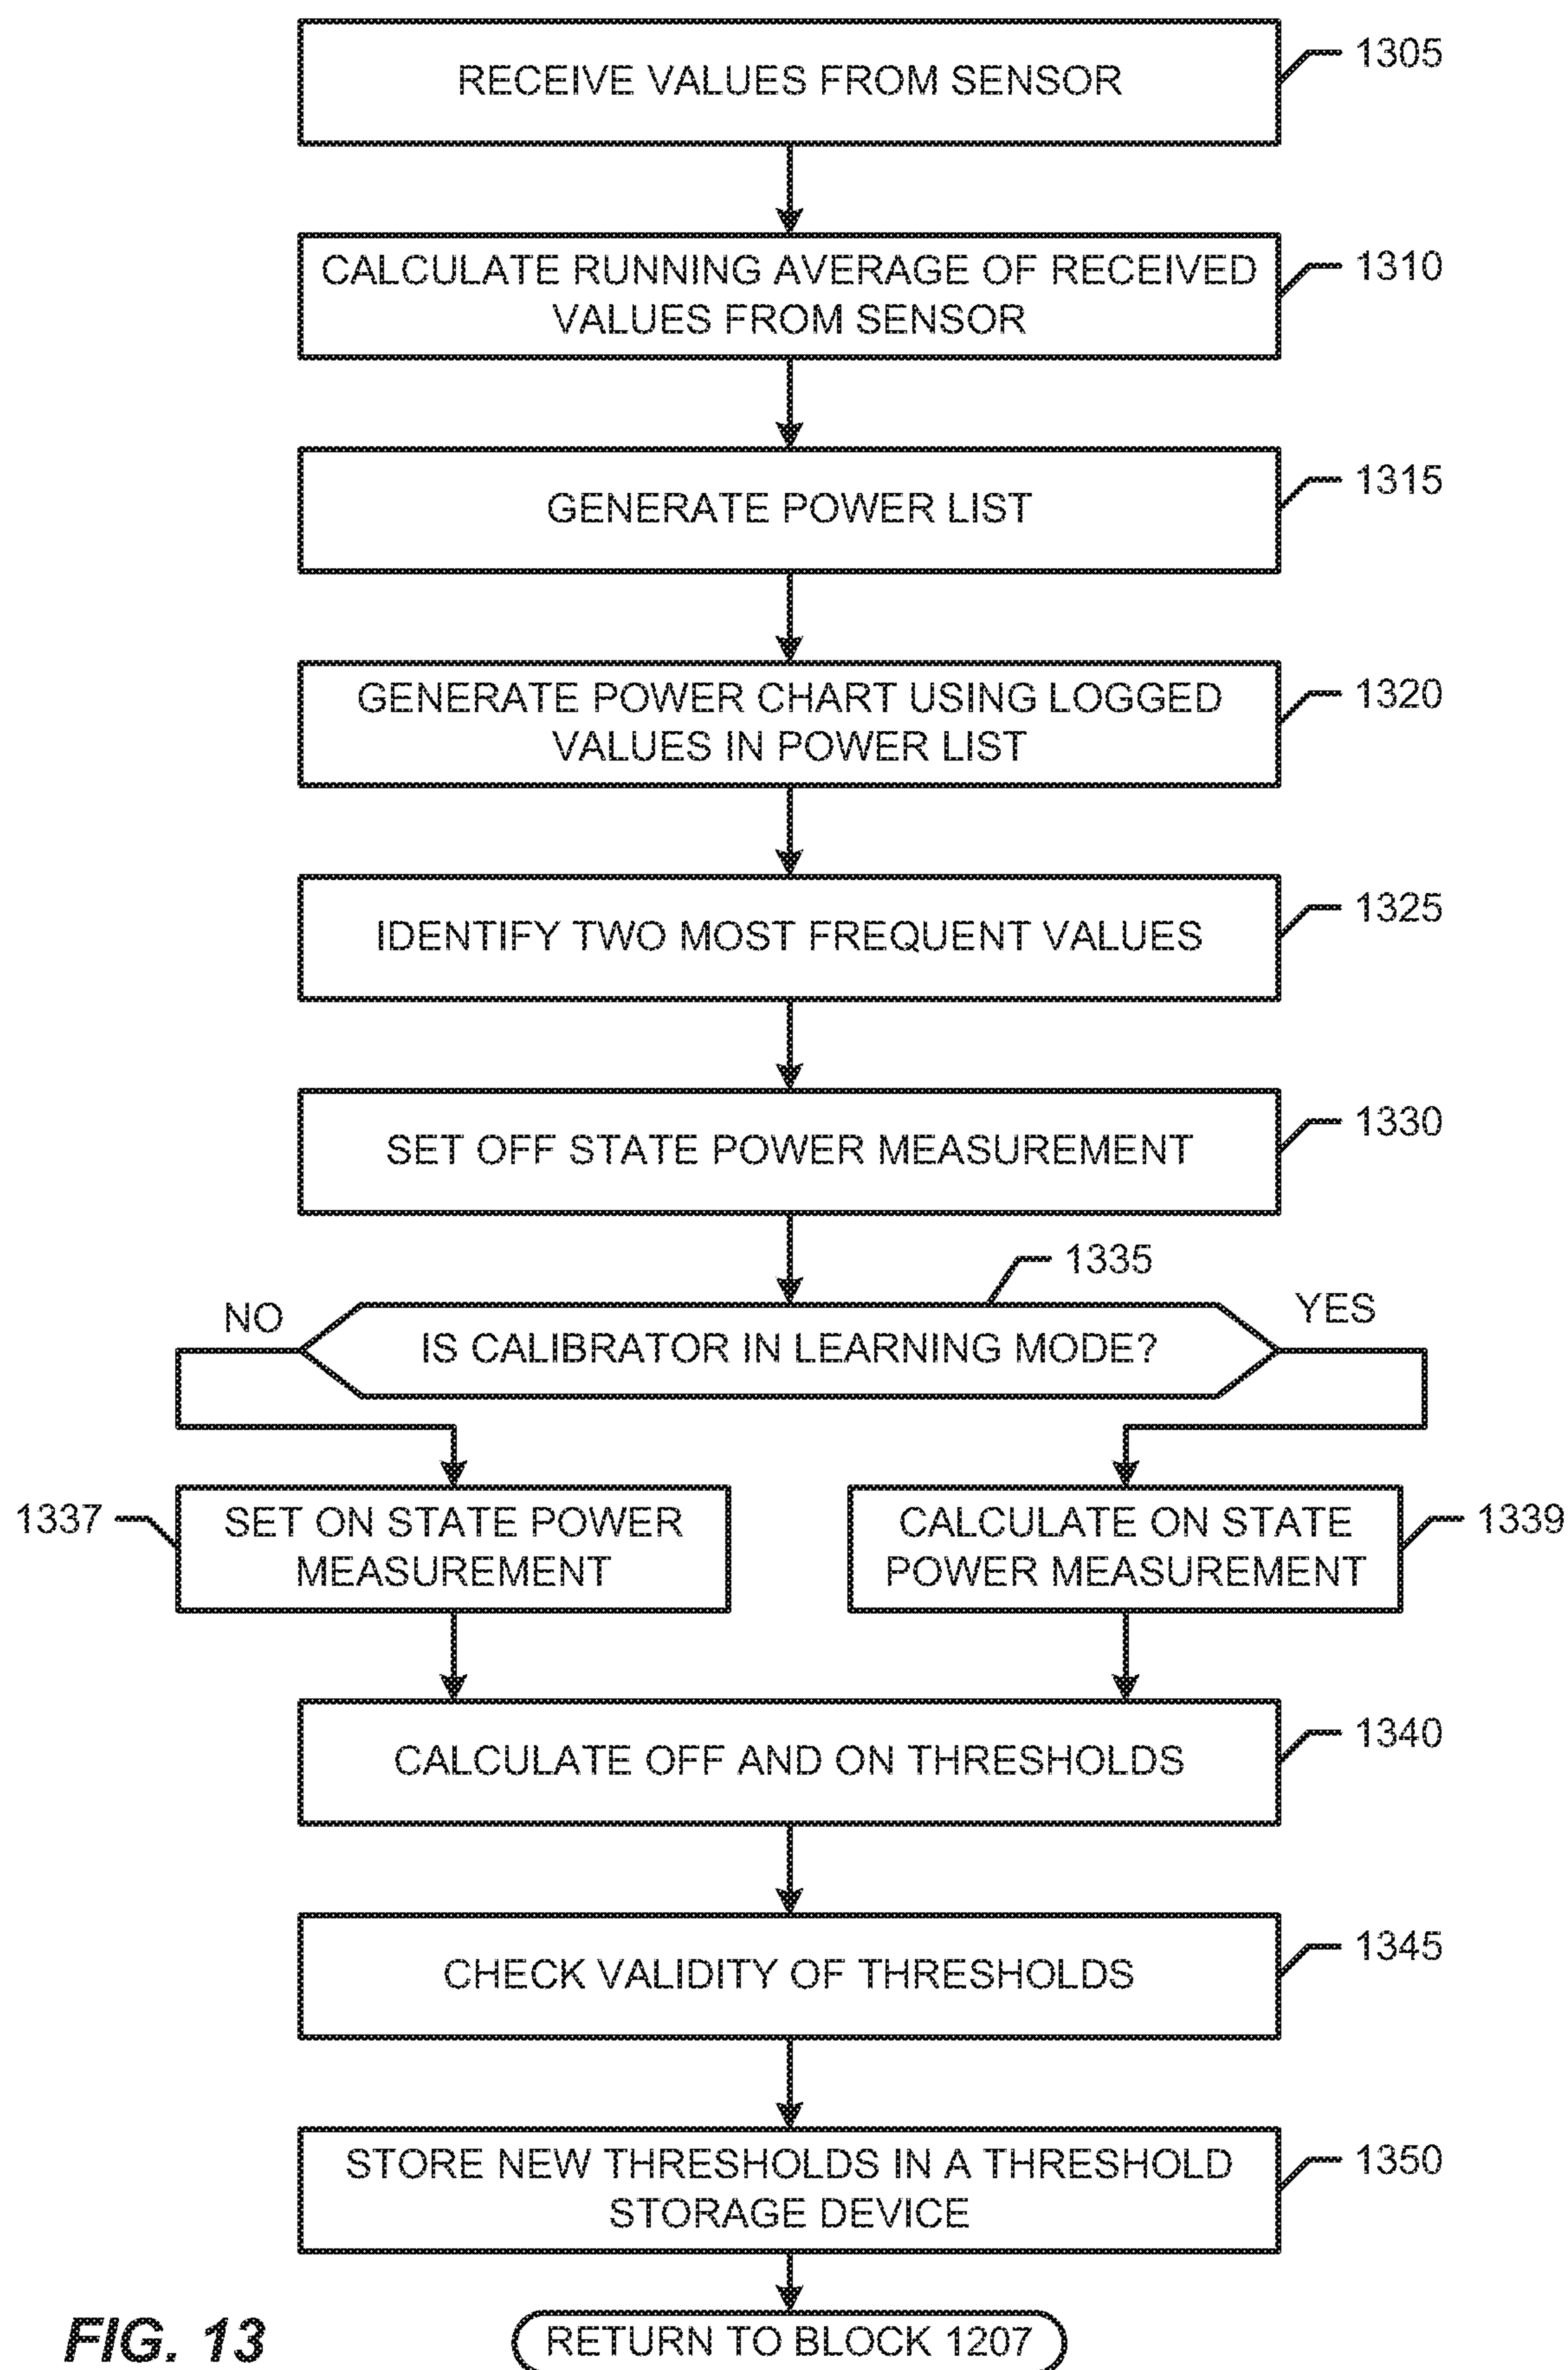 RECEIVE VALUES FROM SENSOR
1305
CALCULATE RUNNING AVERAGE OF RECEIVED
VALUES FROM SENSOR
1310
GENERATE POWER LIST
1315
GENERATE POWER CHART USING LOGGED
VALUES IN POWER LIST
1320
IDENTIFY TWO MOST FREQUENT VALUES
1325
SET OFF STATE POWER MEASUREMENT
1330
1335
NO
IS CALIBRATOR IN LEARNING MODE?
YES
1337
SET ON STATE POWER
MEASUREMENT
CALCULATE ON STATE
POWER MEASUREMENT
1339
CALCULATE OFF AND ON THRESHOLDS
1340
CHECK VALIDITY OF THRESHOLDS
1345
STORE NEW THRESHOLDS IN A THRESHOLD
STORAGE DEVICE
1350
RETURN TO BLOCK 1207
FIG. 13